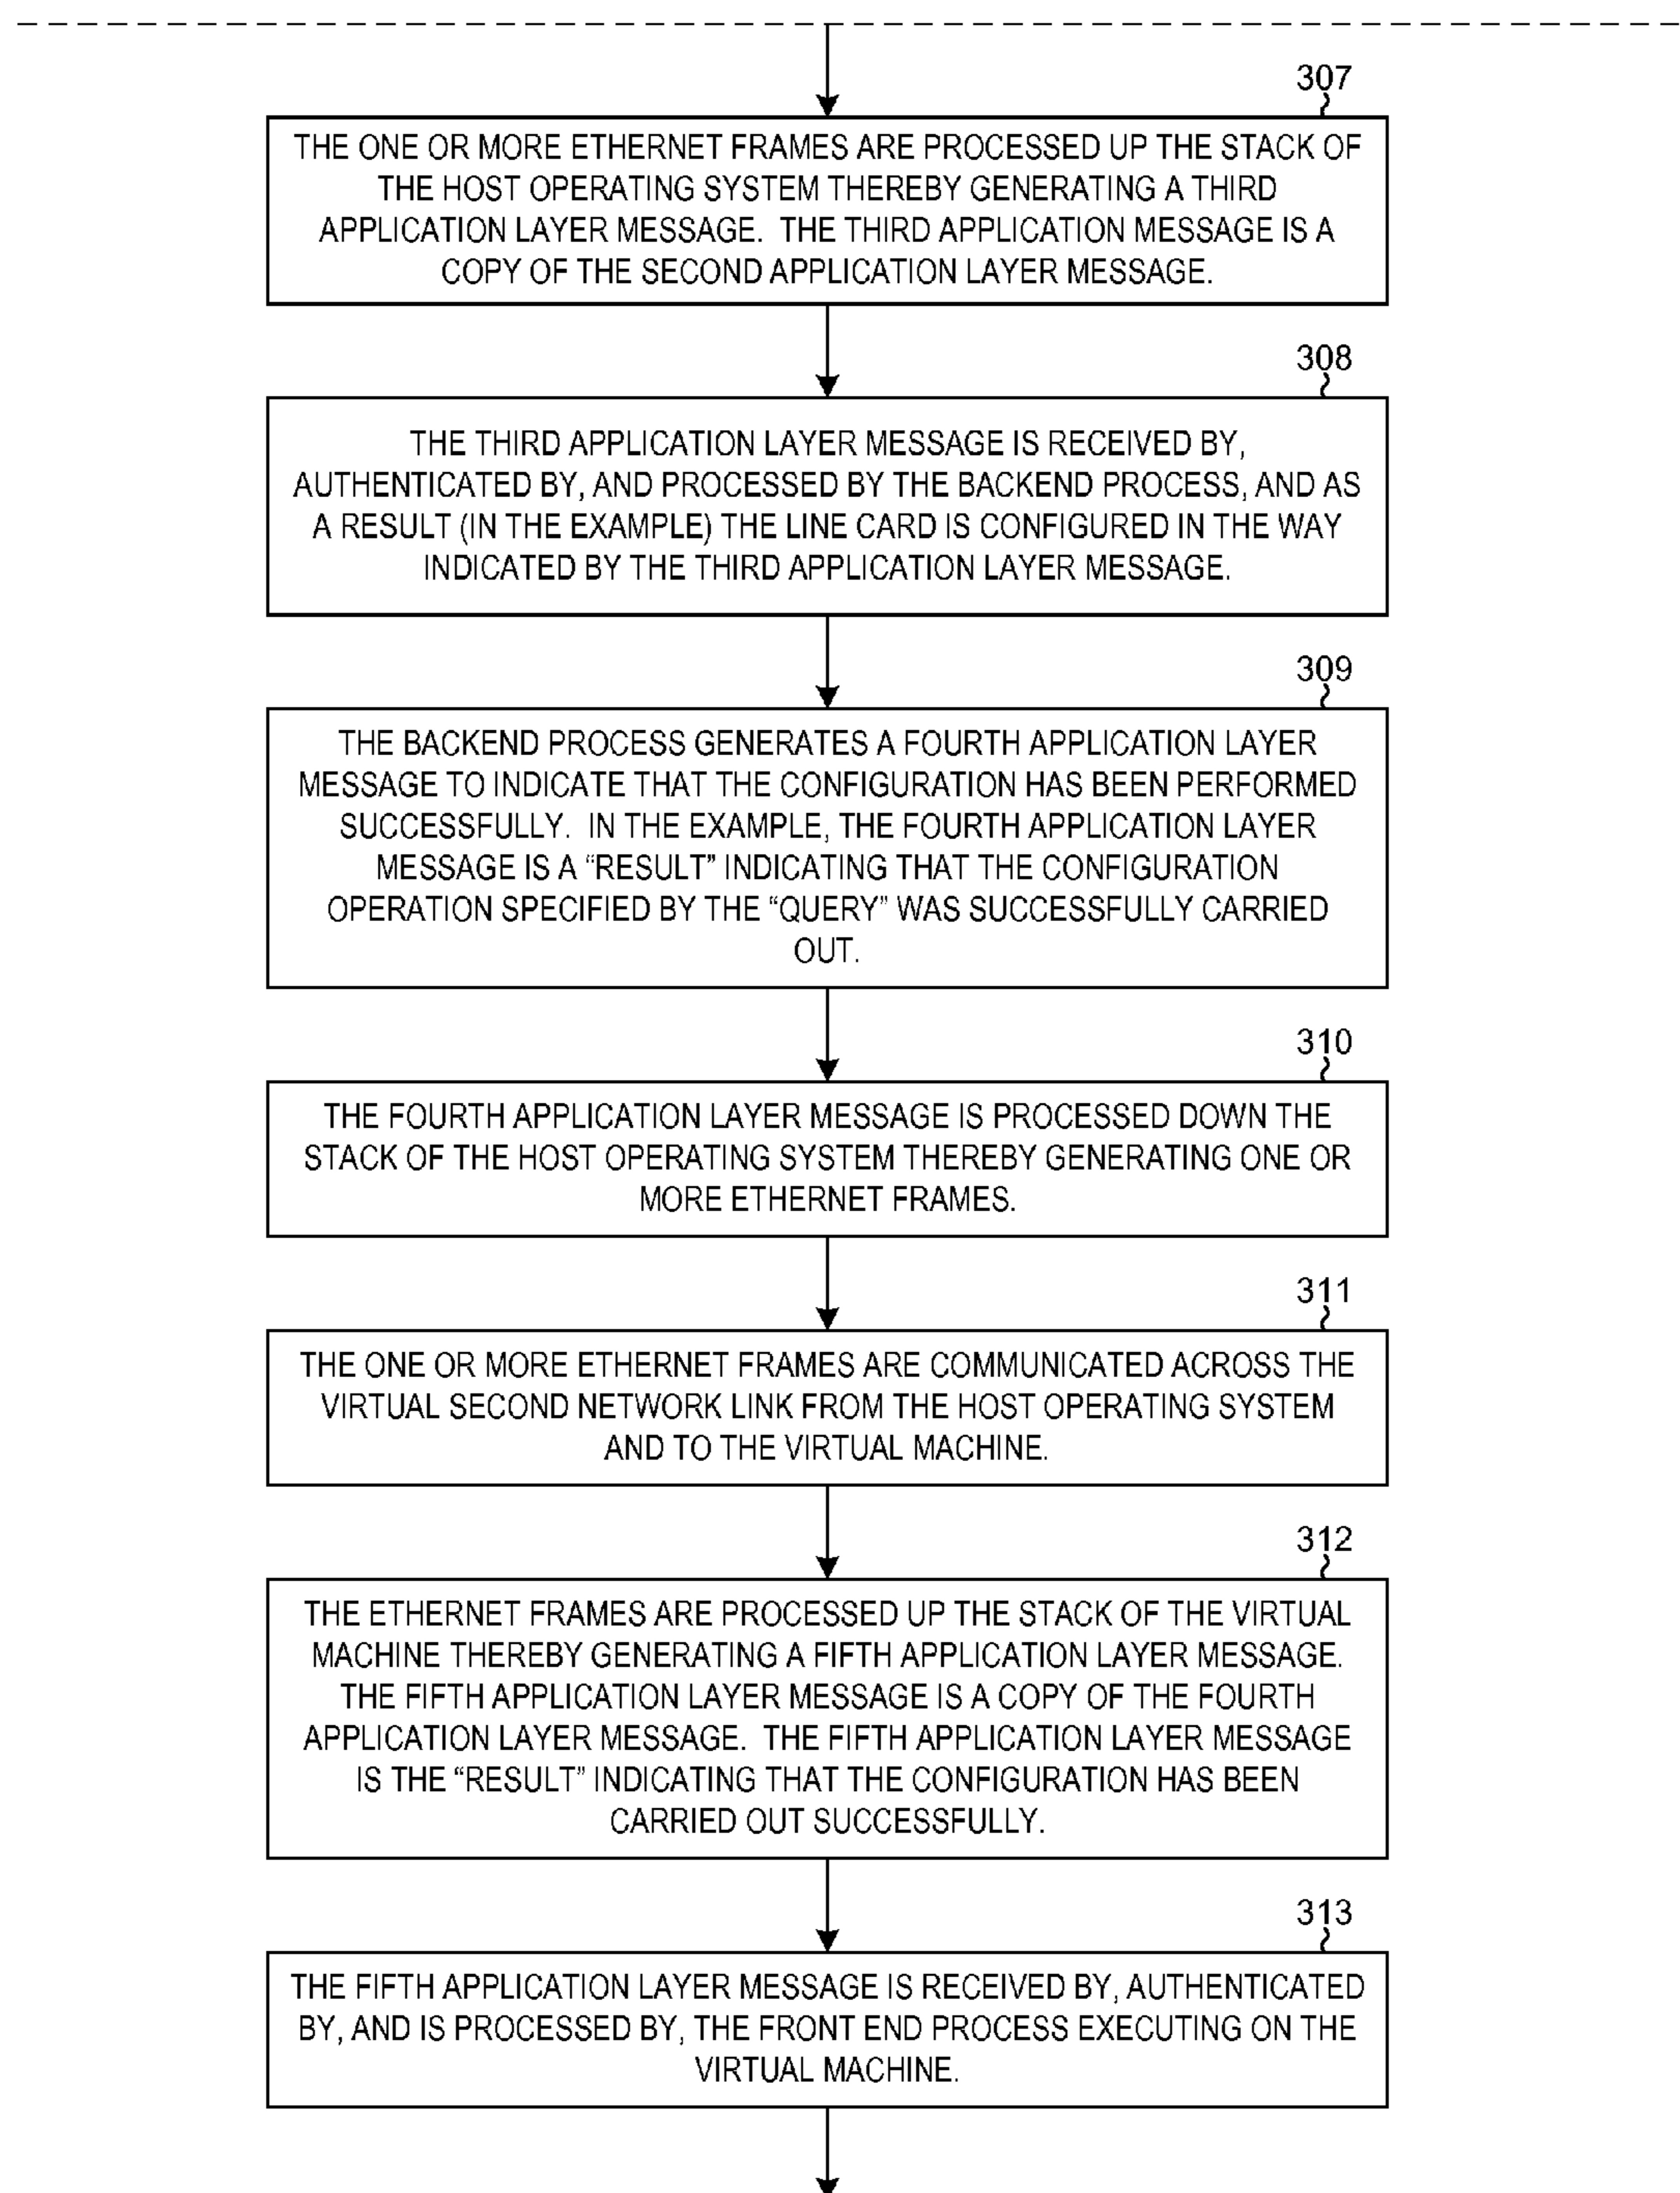 307
THE ONE OR MORE ETHERNET FRAMES ARE PROCESSED UP THE STACK OF
THE HOST OPERATING SYSTEM THEREBY GENERATING A THIRD
APPLICATION LAYER MESSAGE. THE THIRD APPLICATION MESSAGE IS A
COPY OF THE SECOND APPLICATION LAYER MESSAGE.
308
THE THIRD APPLICATION LAYER MESSAGE IS RECEIVED BY,
AUTHENTICATED BY, AND PROCESSED BY THE BACKEND PROCESS, AND AS
A RESULT (IN THE EXAMPLE) THE LINE CARD IS CONFIGURED IN THE WAY
INDICATED BY THE THIRD APPLICATION LAYER MESSAGE.
309
THE BACKEND PROCESS GENERATES A FOURTH APPLICATION LAYER
MESSAGE TO INDICATE THAT THE CONFIGURATION HAS BEEN PERFORMED
SUCCESSFULLY. IN THE EXAMPLE, THE FOURTH APPLICATION LAYER
MESSAGE IS A “RESULT” INDICATING THAT THE CONFIGURATION
OPERATION SPECIFIED BY THE “QUERY” WAS SUCCESSFULLY CARRIED
OUT.
310
THE FOURTH APPLICATION LAYER MESSAGE IS PROCESSED DOWN THE
STACK OF THE HOST OPERATING SYSTEM THEREBY GENERATING ONE OR
MORE ETHERNET FRAMES.
311
THE ONE OR MORE ETHERNET FRAMES ARE COMMUNICATED ACROSS THE
VIRTUAL SECOND NETWORK LINK FROM THE HOST OPERATING SYSTEM
AND TO THE VIRTUAL MACHINE.
312
THE ETHERNET FRAMES ARE PROCESSED UP THE STACK OF THE VIRTUAL
MACHINE THEREBY GENERATING A FIFTH APPLICATION LAYER MESSAGE.
THE FIFTH APPLICATION LAYER MESSAGE IS A COPY OF THE FOURTH
APPLICATION LAYER MESSAGE. THE FIFTH APPLICATION LAYER MESSAGE
IS THE “RESULT” INDICATING THAT THE CONFIGURATION HAS BEEN
CARRIED OUT SUCCESSFULLY.
313
THE FIFTH APPLICATION LAYER MESSAGE IS RECEIVED BY, AUTHENTICATED
BY, AND IS PROCESSED BY, THE FRONT END PROCESS EXECUTING ON THE
VIRTUAL MACHINE.